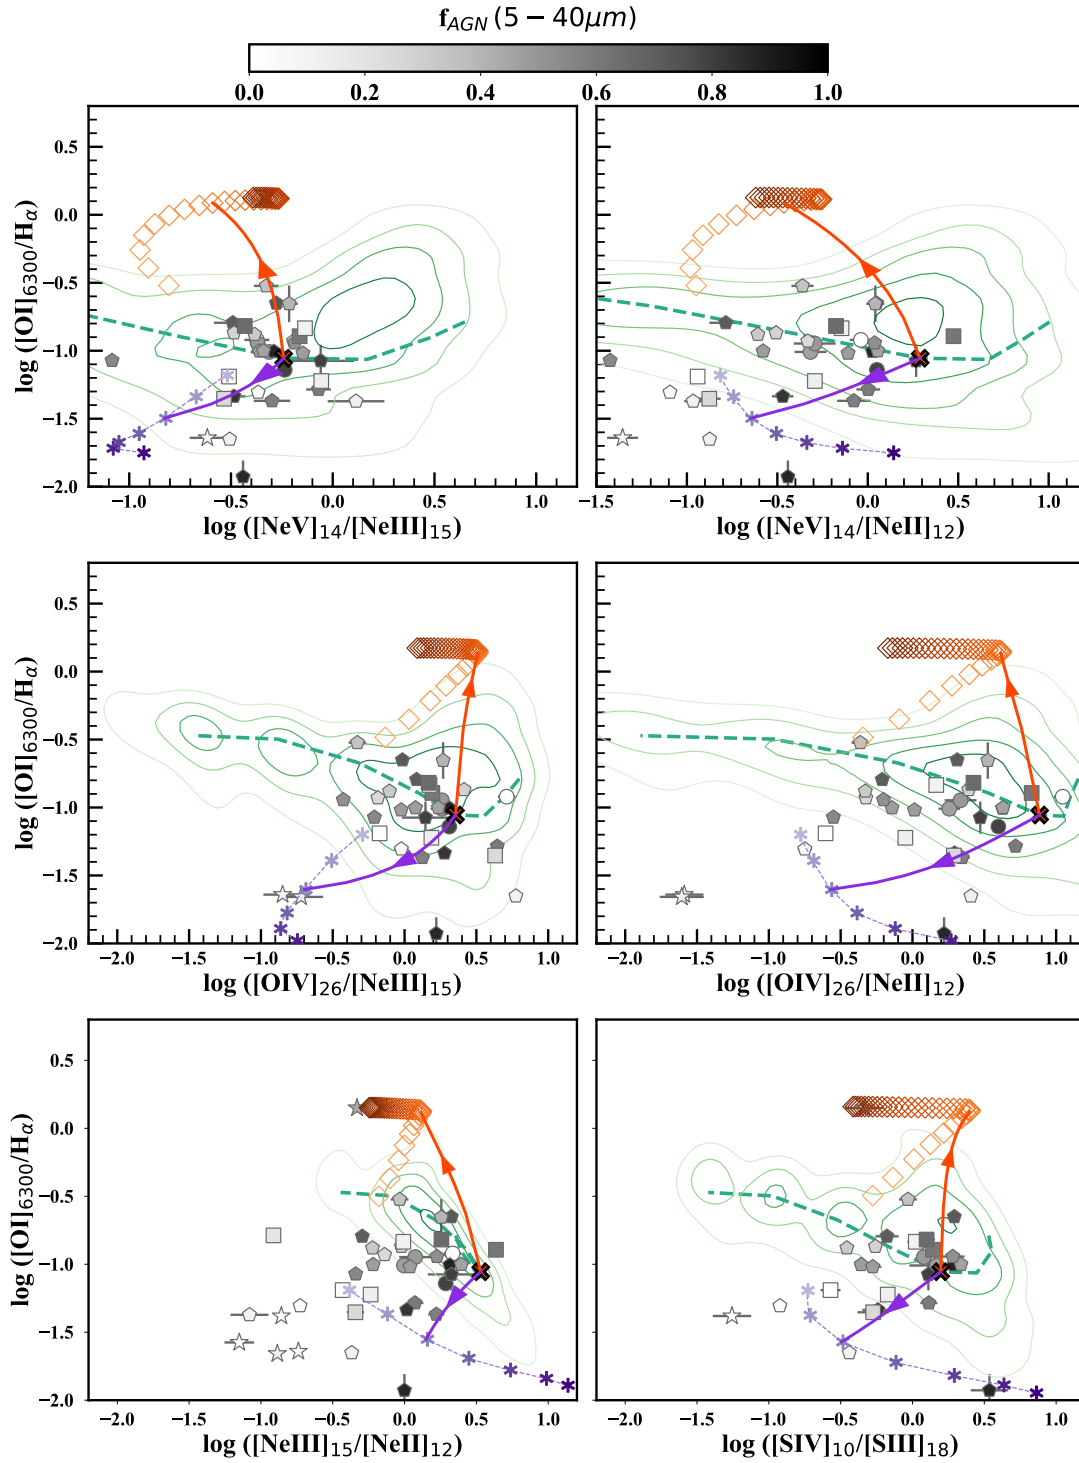 f_AGN (5 − 40μm)
0.0 0.2 0.4 0.6 0.8 1.0
log ([OI]6300/Hα)
0.5
0.0
−0.5
−1.0
−1.5
−2.0
−1.0 −0.5 0.0 0.5 1.0
log ([NeV]14/[NeIII]15)
−1.5 −1.0 −0.5 0.0 0.5 1.0
log ([NeV]14/[NeII]12)
log ([OI]6300/Hα)
0.5
0.0
−0.5
−1.0
−1.5
−2.0
−2.0 −1.5 −1.0 −0.5 0.0 0.5 1.0
log ([OIV]26/[NeIII]15)
−2.0 −1.5 −1.0 −0.5 0.0 0.5 1.0
log ([OIV]26/[NeII]12)
log ([OI]6300/Hα)
0.5
0.0
−0.5
−1.0
−1.5
−2.0
−2.0 −1.5 −1.0 −0.5 0.0 0.5 1.0
log ([NeIII]15/[NeII]12)
−2.0 −1.5 −1.0 −0.5 0.0 0.5 1.0
log ([SIV]10/[SIII]18)